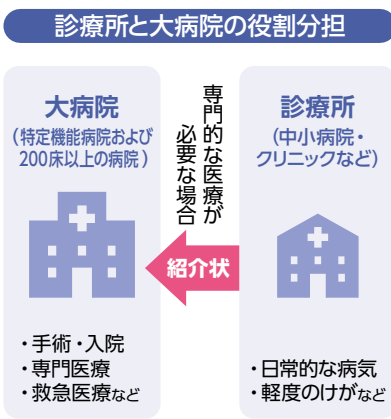 診療所と大病院の役割分担
大病院
（特定機能病院および
200床以上の病院）
・手術・入院
・専門医療
・救急医療など
専門的な医療が
必要な場合
紹介状
診療所
（中小病院・
クリニックなど）
・日常的な病気
・軽度のけがなど